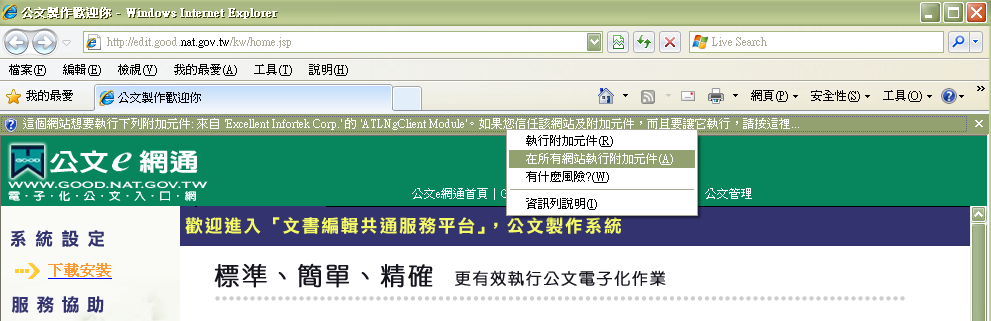 公文製作歡迎你 - Windows Internet Explorer
http://edit.good.nat.gov.tw/kw/home.jsp
Live Search
檔案(F) 編輯(E) 檢視(V) 我的最愛(A) 工具(T) 說明(H)
我的最愛 公文製作歡迎你 網頁(P) 安全性(S) 工具(O)
這個網站想要執行下列附加元件: 來自 'Excellent Infortek Corp.' 的 'ATLNgClient Module'。如果您信任該網站及附加元件，而且要讓它執行，請按這裡...
執行附加元件(R)
在所有網站執行附加元件(A)
有什麼風險?(W)
資訊列說明(I)
GOOD 公文e網通
WWW.GOOD.NAT.GOV.TW
電‧子‧化‧公‧文‧入‧口‧網
公文e網通首頁 | G 公文管理
歡迎進入「文書編輯共通服務平台」，公文製作系統
系統設定
下載安裝
服務協助
標準、簡單、精確 更有效執行公文電子化作業